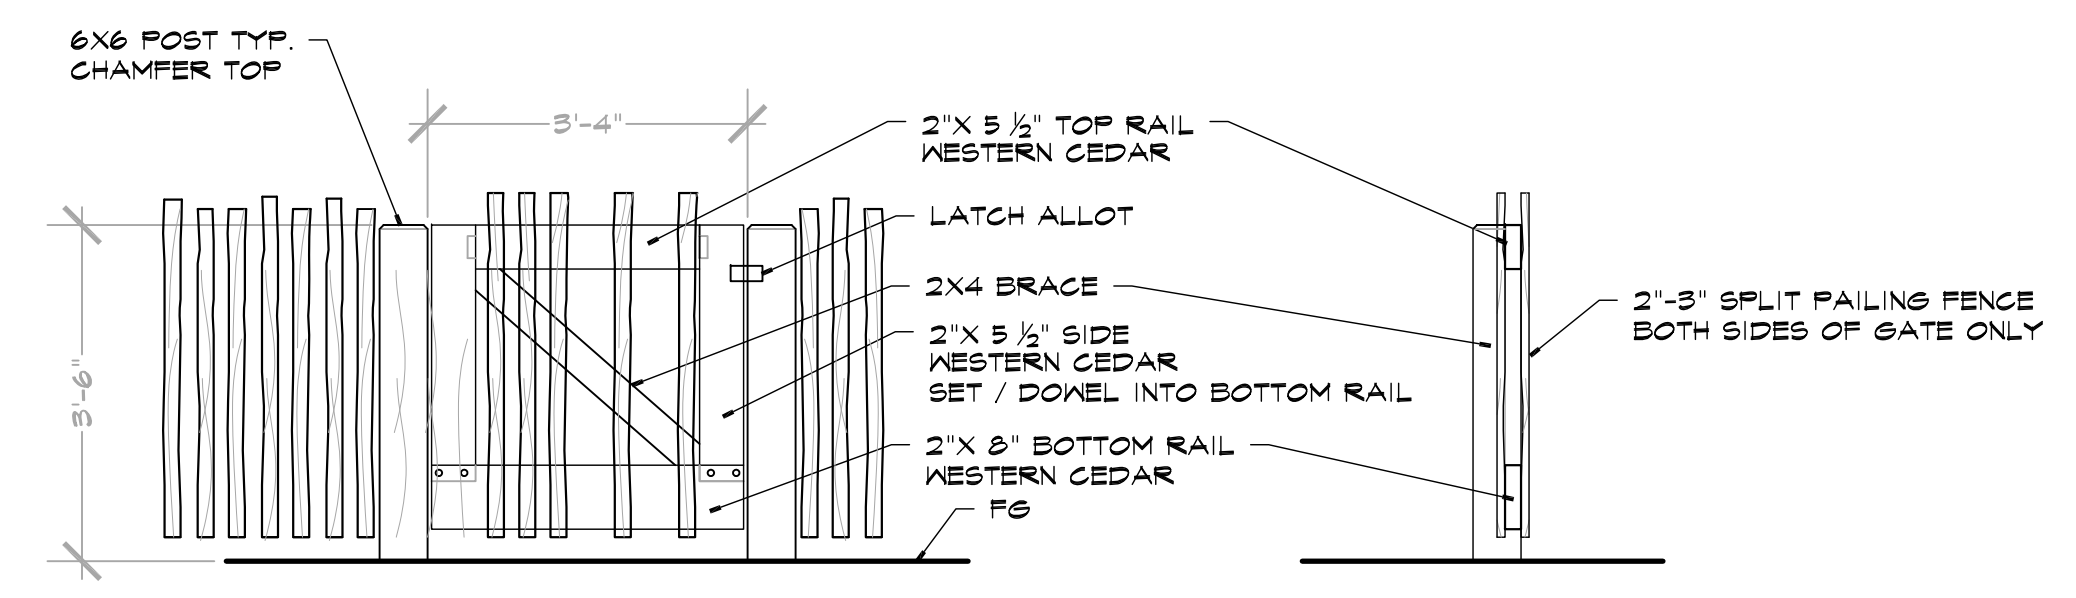 6X6 POST TYP.
CHAMFER TOP
3'-4"
2"X 5 ½" TOP RAIL
WESTERN CEDAR
LATCH ALLOT
2X4 BRACE
2"X 5 ½" SIDE
WESTERN CEDAR
SET / DOWEL INTO BOTTOM RAIL
2"X 8" BOTTOM RAIL
WESTERN CEDAR
FG
3'-6"
2"-3" SPLIT PAILING FENCE
BOTH SIDES OF GATE ONLY